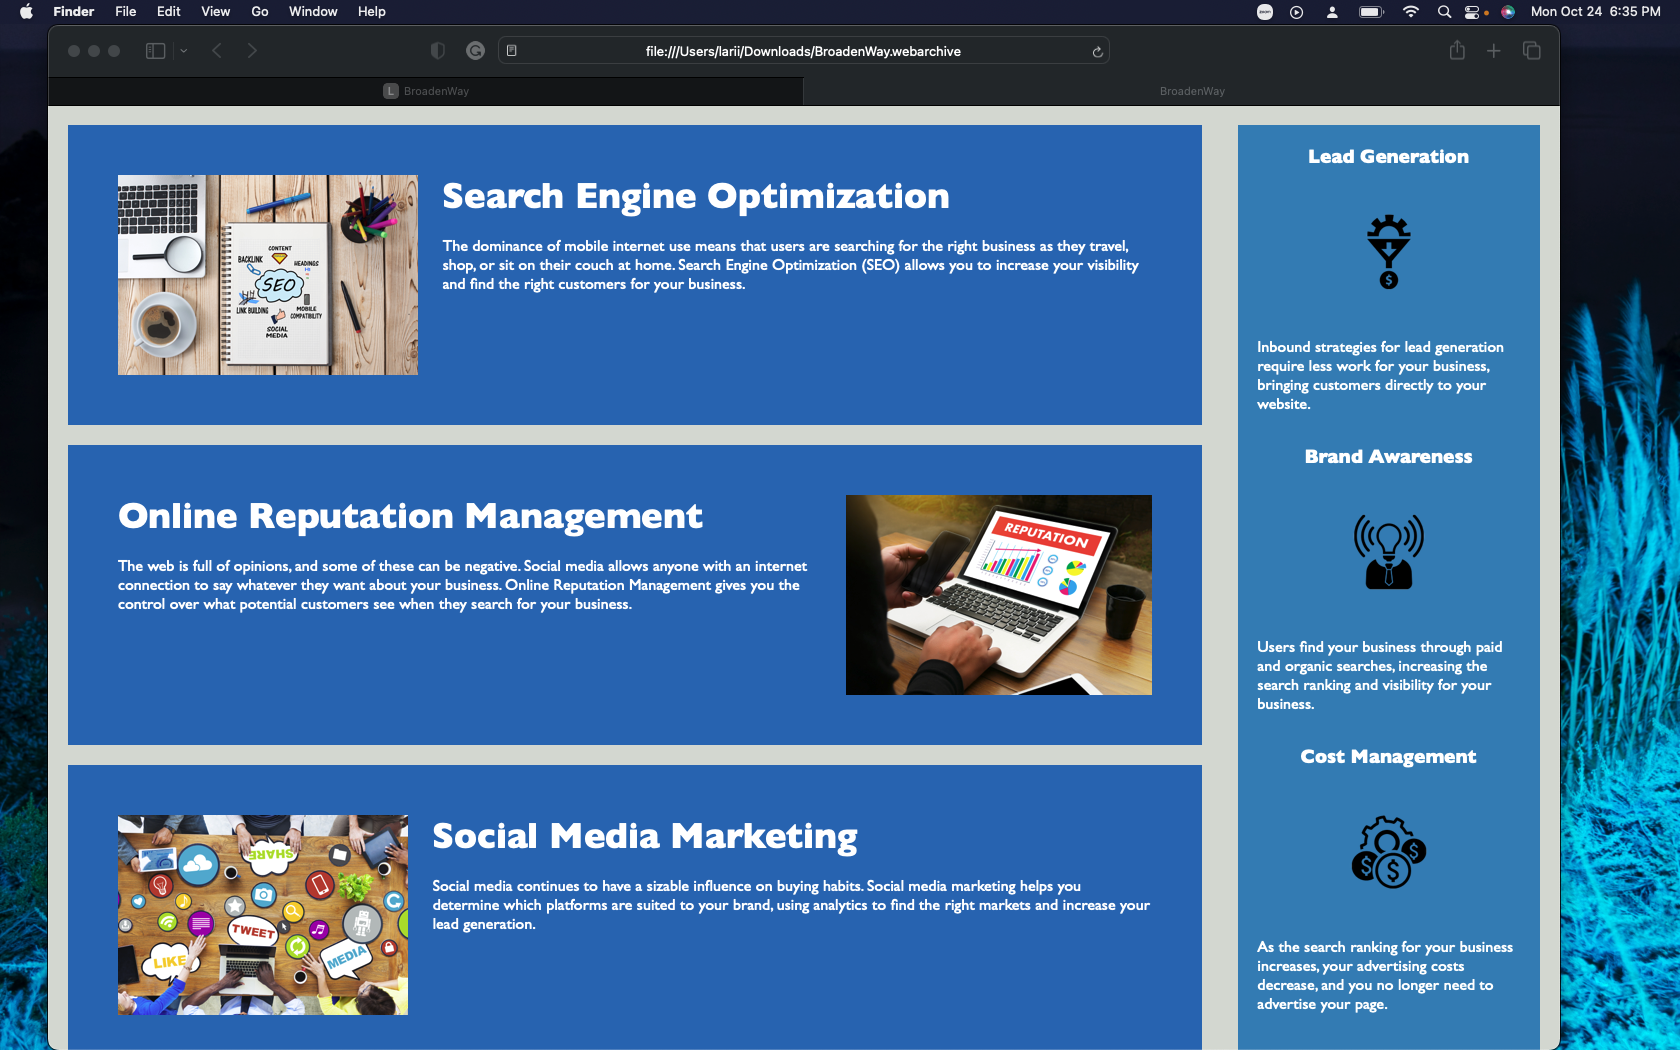 Finder File Edit View Go Window Help
zoom
Mon Oct 24 6:35 PM
file:///Users/larii/Downloads/BroadenWay.webarchive
L BroadenWay
BroadenWay
CONTENT
BACKLINK
HEADINGS
SEO
LINK BUILDING
MOBILE
COMPATIBILITY
SOCIAL
MEDIA
Search Engine Optimization
The dominance of mobile internet use means that users are searching for the right business as they travel,
shop, or sit on their couch at home. Search Engine Optimization (SEO) allows you to increase your visibility
and find the right customers for your business.
Online Reputation Management
The web is full of opinions, and some of these can be negative. Social media allows anyone with an internet
connection to say whatever they want about your business. Online Reputation Management gives you the
control over what potential customers see when they search for your business.
REPUTATION
SHARE
TWEET
LIKE
MEDIA
Social Media Marketing
Social media continues to have a sizable influence on buying habits. Social media marketing helps you
determine which platforms are suited to your brand, using analytics to find the right markets and increase your
lead generation.
Lead Generation
$
Inbound strategies for lead generation
require less work for your business,
bringing customers directly to your
website.
Brand Awareness
Users find your business through paid
and organic searches, increasing the
search ranking and visibility for your
business.
Cost Management
$ $ $
As the search ranking for your business
increases, your advertising costs
decrease, and you no longer need to
advertise your page.